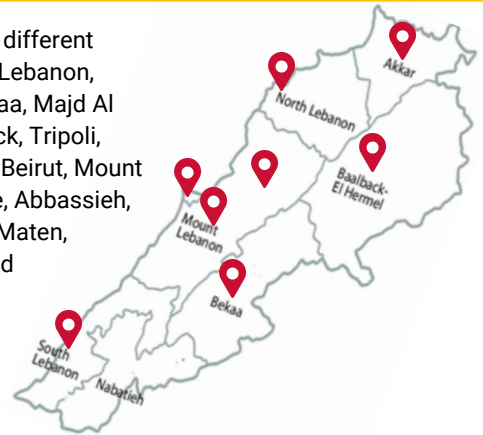 different
Lebanon,
aa, Majd Al
ck, Tripoli,
Beirut, Mount
e, Abbassieh,
Maten,
d
Akkar
North Lebanon
Baalback-
El Hermel
Mount
Lebanon
Bekaa
South
Lebanon
Nabatieh